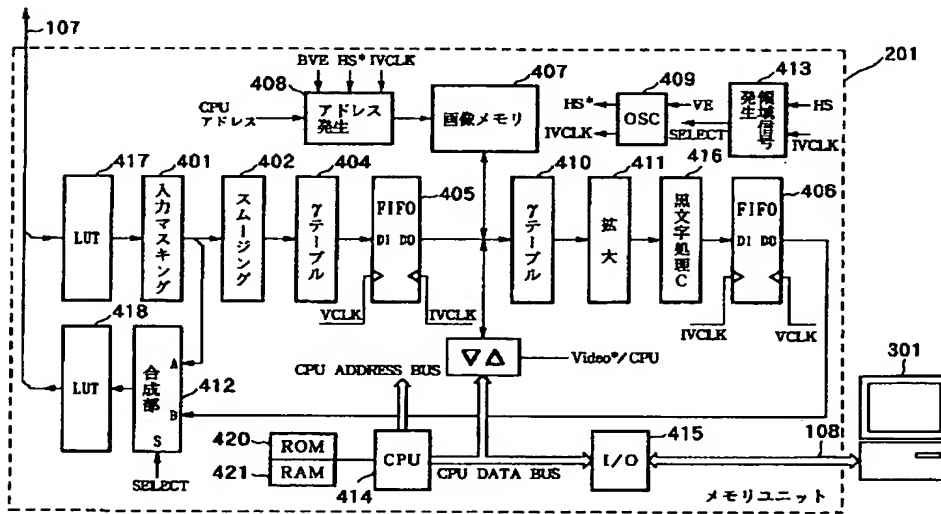 107
BVE HS* IVCLK
408
CPU
アドレス
アドレス
発生
407
画像メモリ
HS*
IVCLK
409
OSC
VE
SELECT
413
領域信号
発生
HS
IVCLK
201
417
LUT
401
入力マスキング
402
スムージング
404
γテーブル
405
FIFO
DI DO
VCLK
IVCLK
410
γテーブル
411
拡大
416
黒文字処理C
406
FIFO
DI DO
IVCLK
VCLK
418
LUT
A
合成部
B
S
412
SELECT
▽△
Video*/CPU
CPU ADDRESS BUS
420
ROM
421
RAM
CPU
414
CPU DATA BUS
415
I/O
108
301
メモリユニット